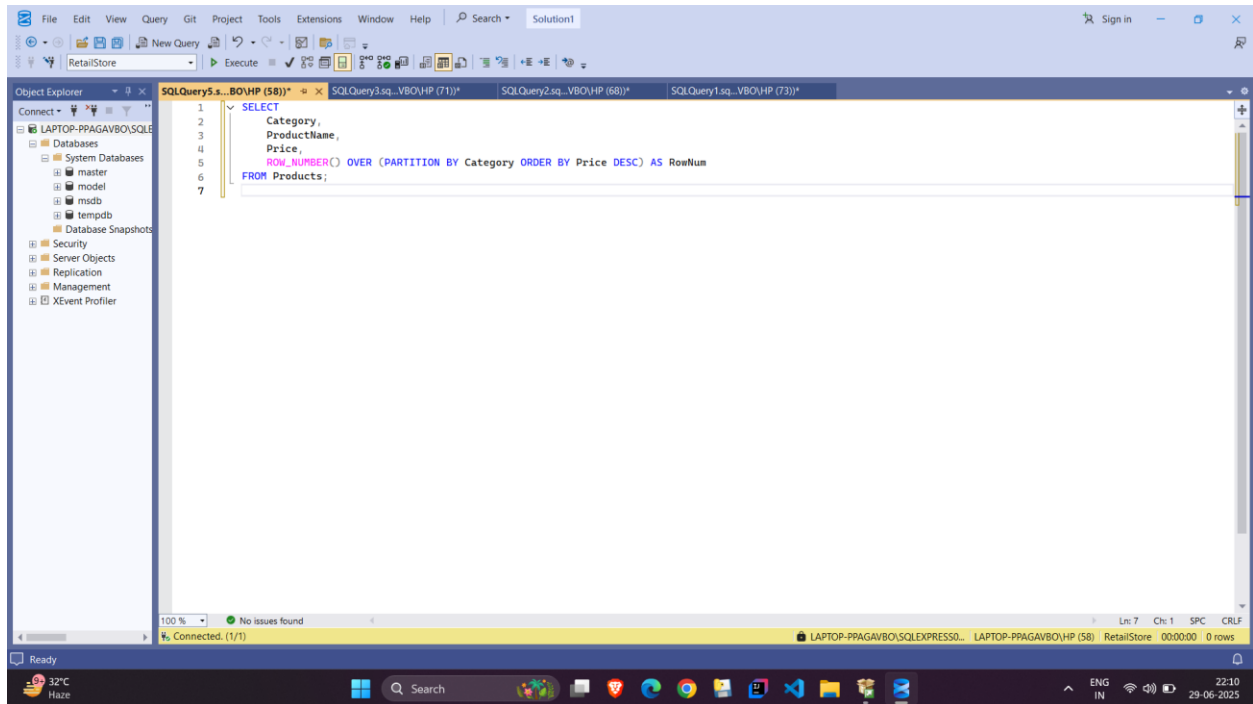 File Edit View Query Git Project Tools Extensions Window Help Search Solution1 Sign in
New Query
RetailStore Execute
Object Explorer
SQLQuery5.s...BO\HP (58))* SQLQuery3.sq...VBO\HP (71))* SQLQuery2.sq...VBO\HP (68))* SQLQuery1.sq...VBO\HP (73))*
Connect
LAPTOP-PPAGAVBO\SQLE
Databases
System Databases
master
model
msdb
tempdb
Database Snapshots
Security
Server Objects
Replication
Management
XEvent Profiler
1 SELECT
2 Category,
3 ProductName,
4 Price,
5 ROW_NUMBER() OVER (PARTITION BY Category ORDER BY Price DESC) AS RowNum
6 FROM Products;
7
100 % No issues found Ln: 7 Ch: 1 SPC CRLF
Connected. (1/1) LAPTOP-PPAGAVBO\SQLEXPRESS0... LAPTOP-PPAGAVBO\HP (58) RetailStore 00:00:00 0 rows
Ready
9+ 32°C
Haze
Search
ENG
IN
22:10
29-06-2025